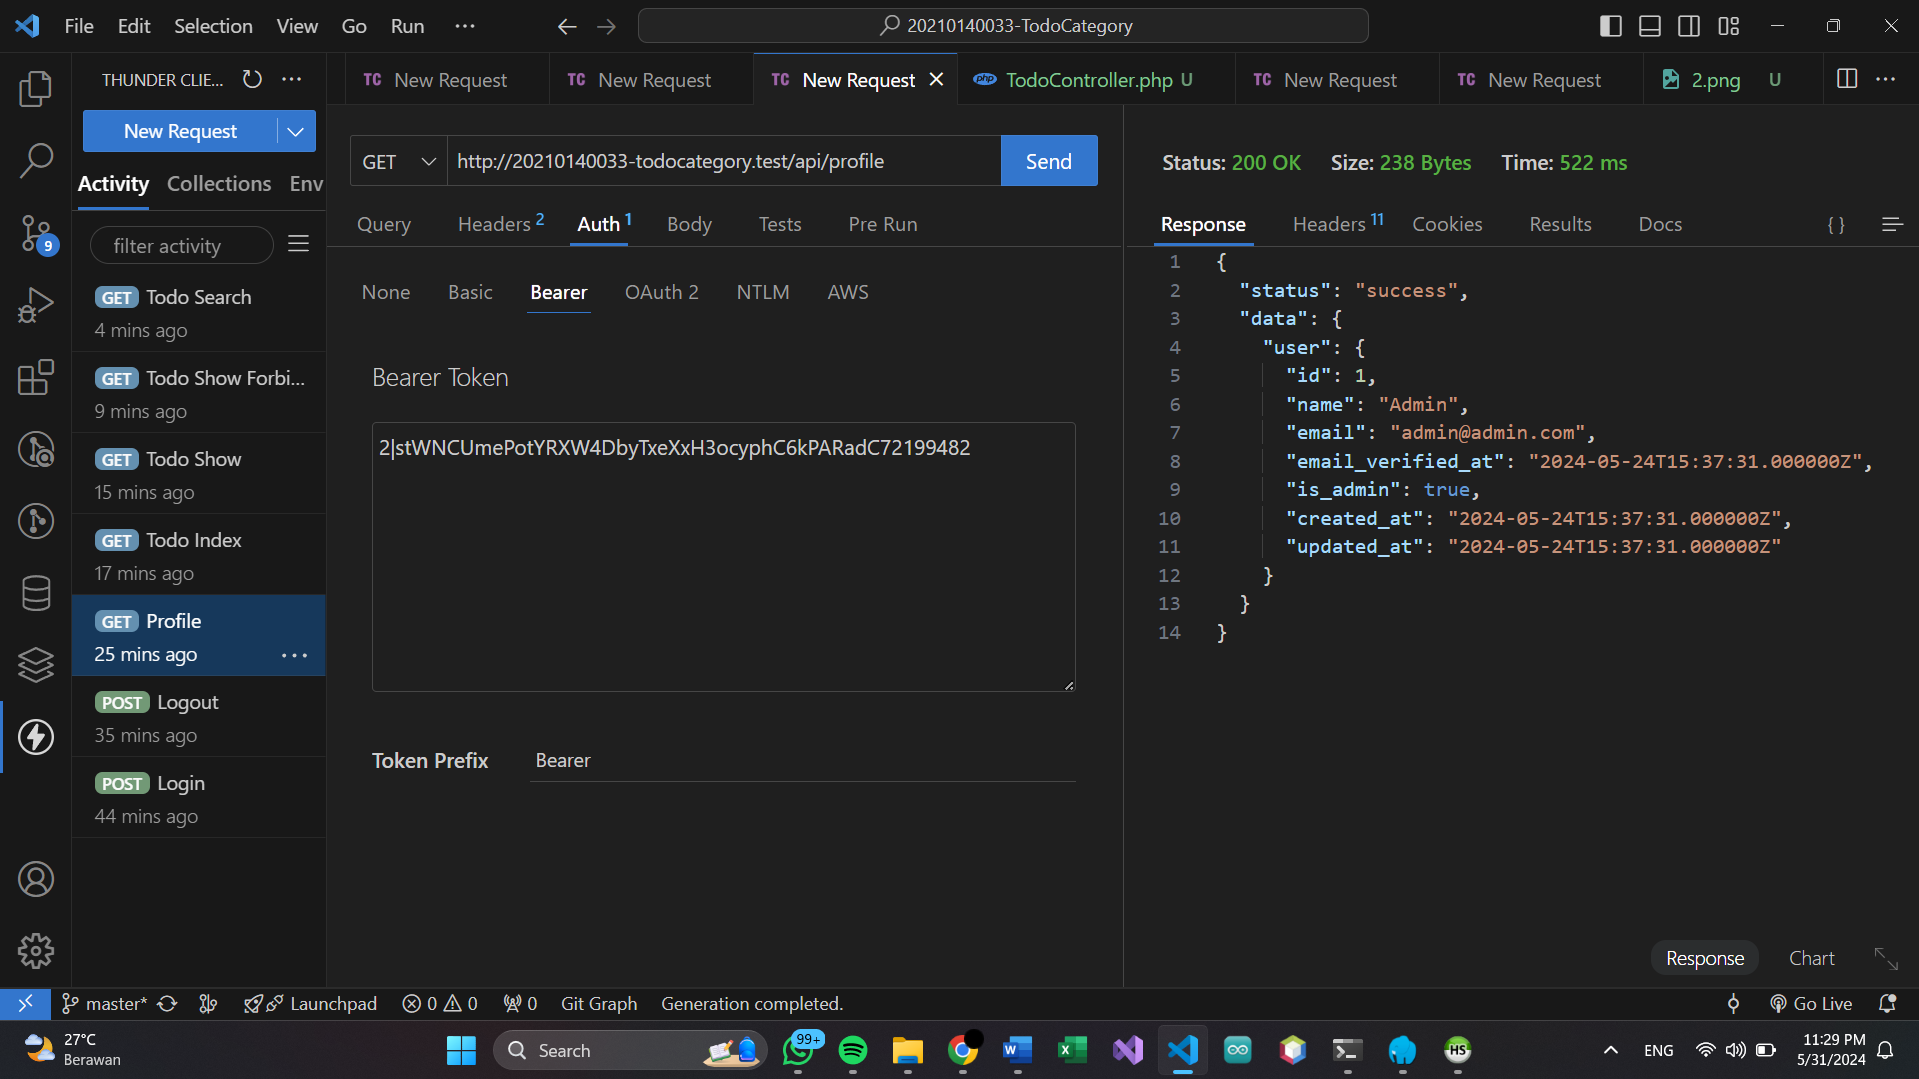 File Edit Selection View Go Run ···
20210140033-TodoCategory
THUNDER CLIE...
TC New Request
TC New Request
TC New Request
php TodoController.php U
TC New Request
TC New Request
2.png U
New Request
Activity Collections Env
filter activity
GET Todo Search
4 mins ago
GET Todo Show Forbi...
9 mins ago
GET Todo Show
15 mins ago
GET Todo Index
17 mins ago
GET Profile
25 mins ago
POST Logout
35 mins ago
POST Login
44 mins ago
9
GET http://20210140033-todocategory.test/api/profile Send
Query Headers 2 Auth 1 Body Tests Pre Run
None Basic Bearer OAuth 2 NTLM AWS
Bearer Token
2|stWNCUmePotYRXW4DbyTxeXxH3ocyphC6kPARadC72199482
Token Prefix Bearer
Status: 200 OK Size: 238 Bytes Time: 522 ms
Response Headers 11 Cookies Results Docs { }
1 {
2 "status": "success",
3 "data": {
4 "user": {
5 "id": 1,
6 "name": "Admin",
7 "email": "admin@admin.com",
8 "email_verified_at": "2024-05-24T15:37:31.000000Z",
9 "is_admin": true,
10 "created_at": "2024-05-24T15:37:31.000000Z",
11 "updated_at": "2024-05-24T15:37:31.000000Z"
12 }
13 }
14 }
Response Chart
master* Launchpad 0 0 0 Git Graph Generation completed. Go Live
27°C
Berawan
Search
99+
HS
ENG
11:29 PM
5/31/2024